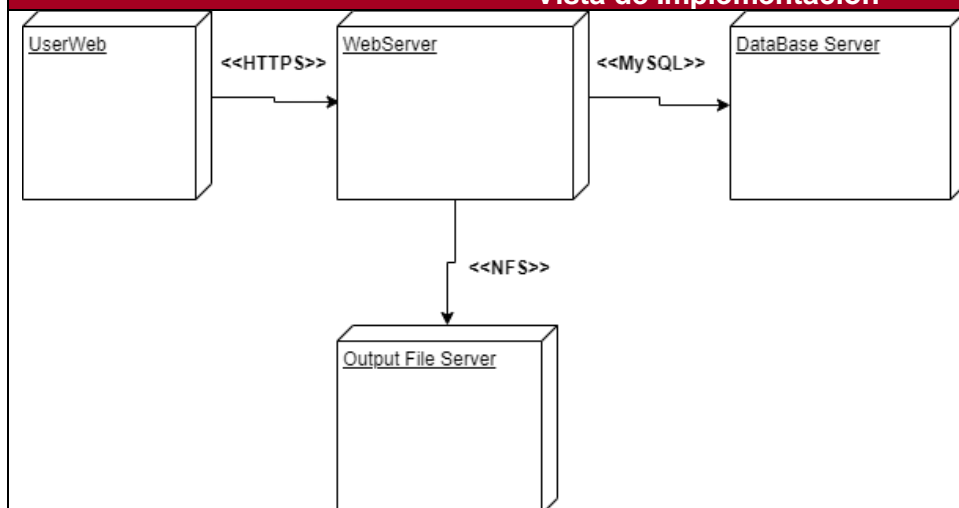 Vista de Implementación
UserWeb
<<HTTPS>>
WebServer
<<MySQL>>
DataBase Server
<<NFS>>
Output File Server